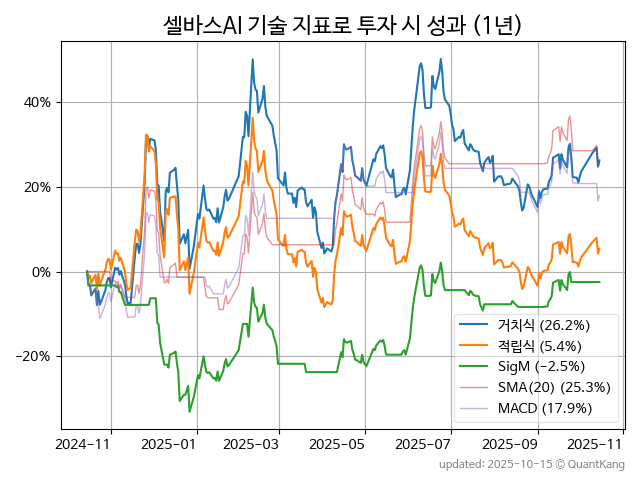 셀바스AI 기술 지표로 투자 시 성과 (1년)
40%
20%
0%
−20%
거치식 (26.2%)
적립식 (5.4%)
SigM (−2.5%)
SMA(20) (25.3%)
MACD (17.9%)
2024−11 2025−01 2025−03 2025−05 2025−07 2025−09 2025−11
updated: 2025-10-15 © QuantKang